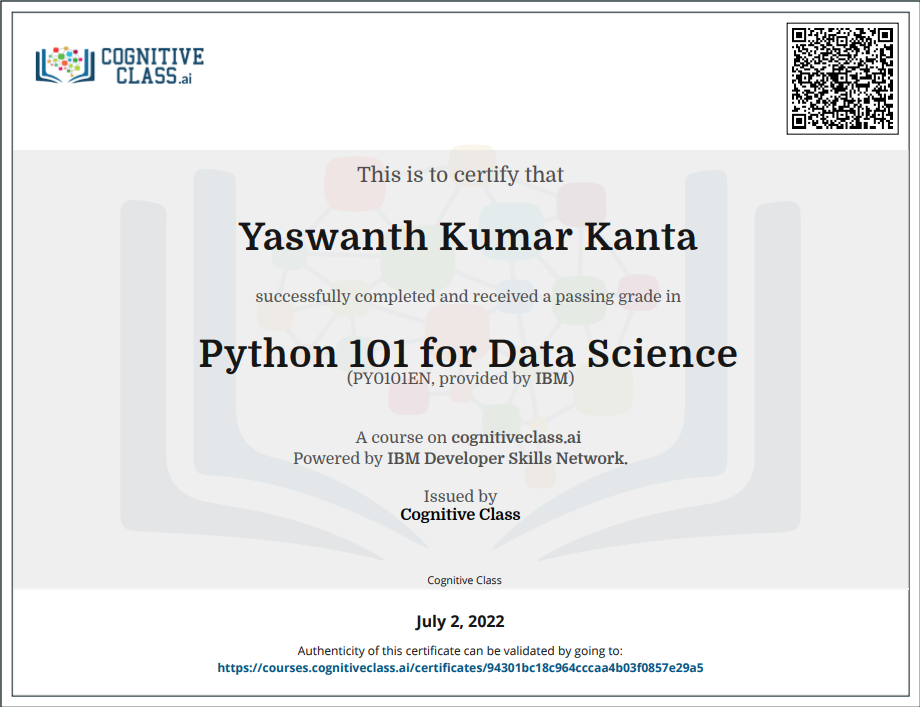 COGNITIVE
CLASS.ai
This is to certify that
Yaswanth Kumar Kanta
successfully completed and received a passing grade in
Python 101 for Data Science
(PY0101EN, provided by IBM)
A course on cognitiveclass.ai
Powered by IBM Developer Skills Network.
Issued by
Cognitive Class
Cognitive Class
July 2, 2022
Authenticity of this certificate can be validated by going to:
https://courses.cognitiveclass.ai/certificates/94301bc18c964cccaa4b03f0857e29a5